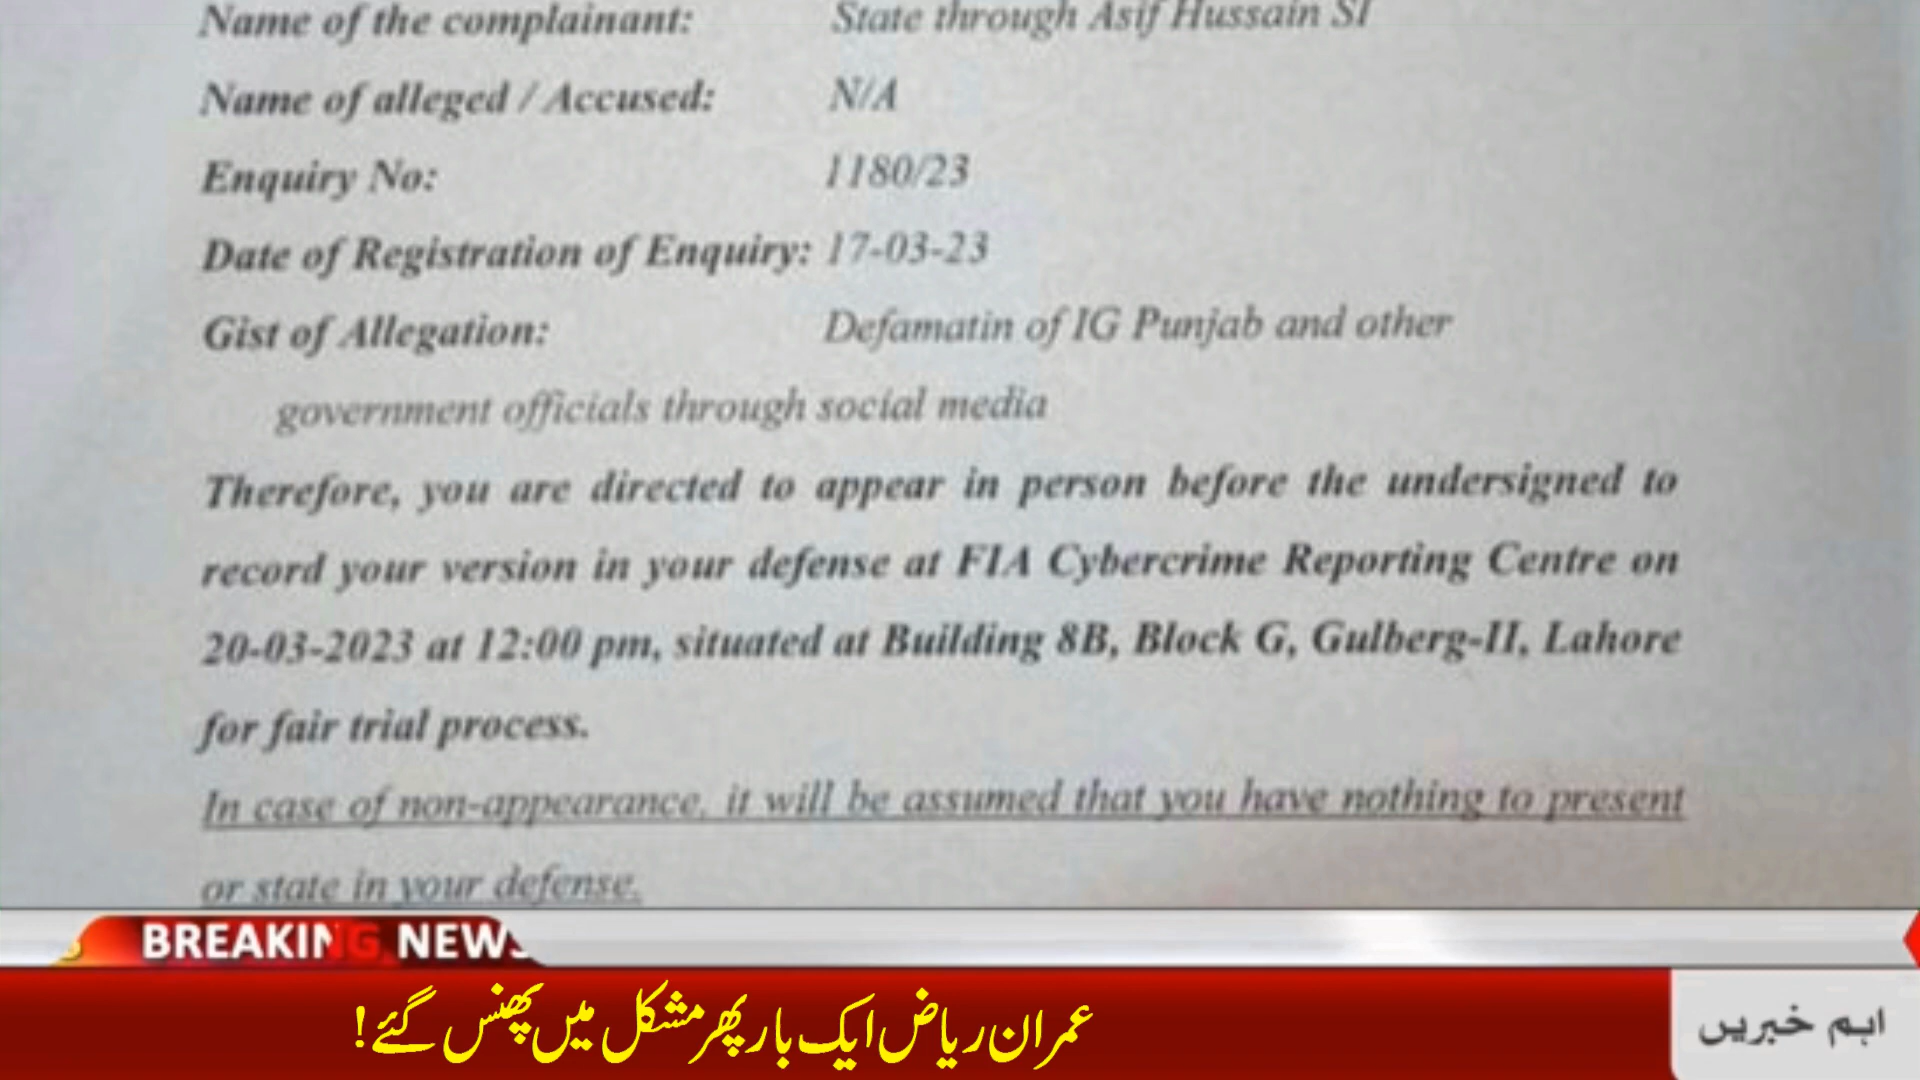 Name of the complainant: State through Asif Hussain SI
Name of alleged / Accused: N/A
Enquiry No: 1180/23
Date of Registration of Enquiry: 17-03-23
Gist of Allegation: Defamatin of IG Punjab and other
government officials through social media
Therefore, you are directed to appear in person before the undersigned to
record your version in your defense at FIA Cybercrime Reporting Centre on
20-03-2023 at 12:00 pm, situated at Building 8B, Block G, Gulberg-II, Lahore
for fair trial process.
In case of non-appearance, it will be assumed that you have nothing to present
or state in your defense.
BREAKING NEWS
عمران ریاض ایک بار پھر مشکل میں پھنس گئے!
اہم خبریں